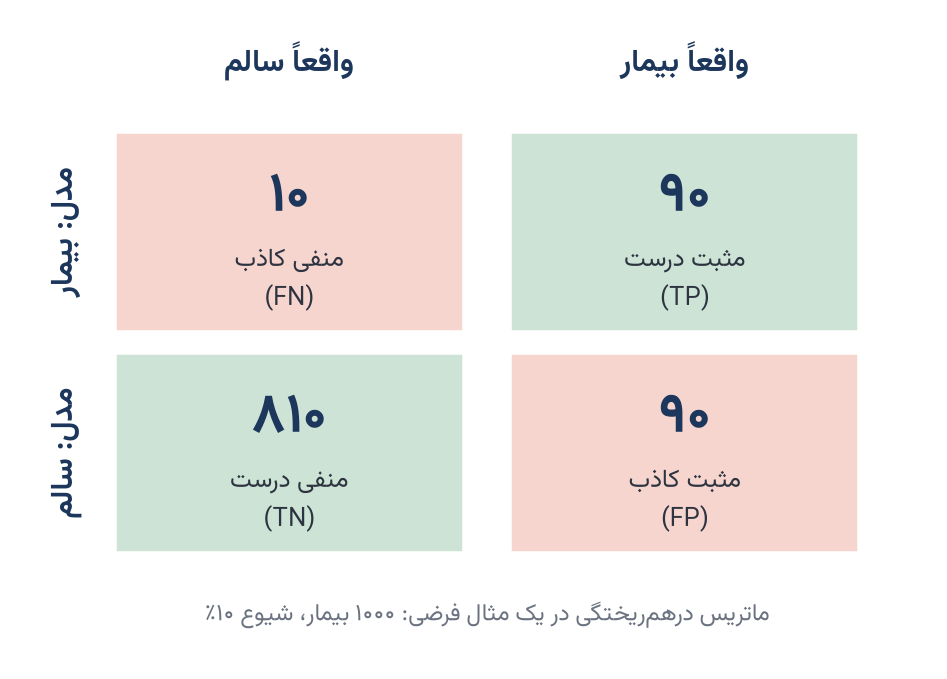 واقعاً بیمار
واقعاً سالم
مدل: بیمار
۹۰
مثبت درست
(TP)
۱۰
منفی کاذب
(FN)
مدل: سالم
۹۰
مثبت کاذب
(FP)
۸۱۰
منفی درست
(TN)
ماتریس درهم‌ریختگی در یک مثال فرضی: ۱۰۰۰ بیمار، شیوع ۱۰٪